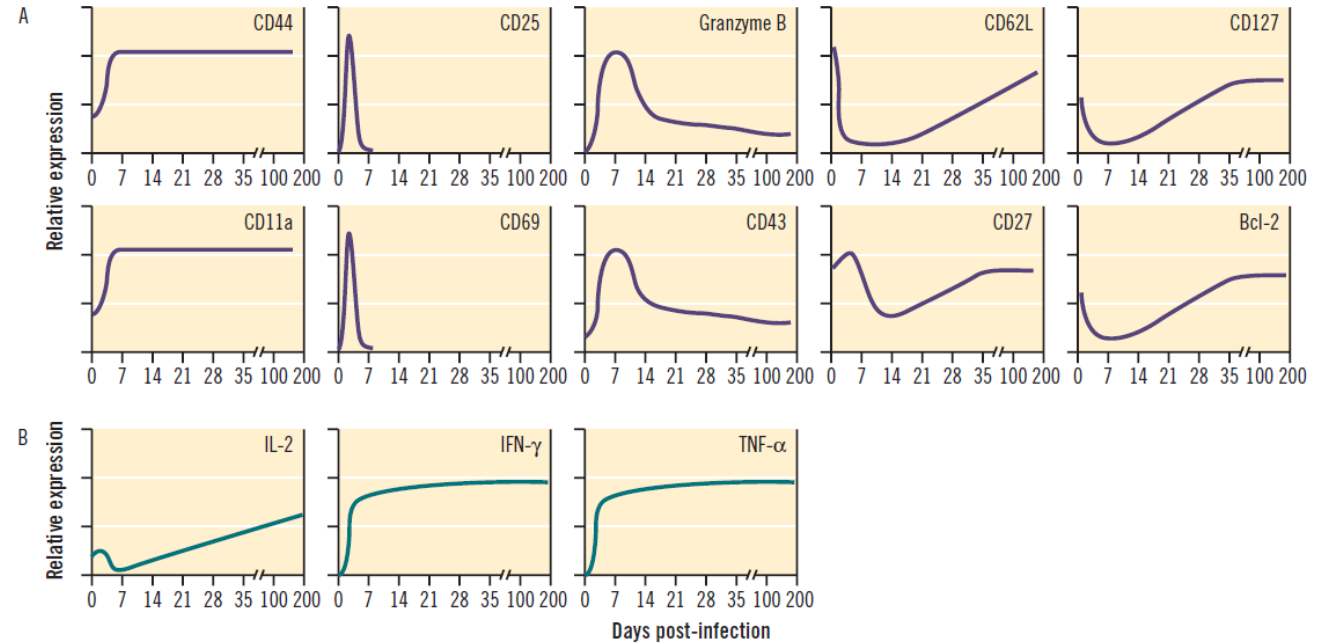 A
Relative expression
CD44
0 7 14 21 28 35 100 200
CD25
0 7 14 21 28 35 100 200
Granzyme B
0 7 14 21 28 35 100 200
CD62L
0 7 14 21 28 35 100 200
CD127
0 7 14 21 28 35 100 200
CD11a
0 7 14 21 28 35 100 200
CD69
0 7 14 21 28 35 100 200
CD43
0 7 14 21 28 35 100 200
CD27
0 7 14 21 28 35 100 200
Bcl-2
0 7 14 21 28 35 100 200
B
Relative expression
IL-2
0 7 14 21 28 35 100 200
IFN-γ
0 7 14 21 28 35 100 200
TNF-α
0 7 14 21 28 35 100 200
Days post-infection